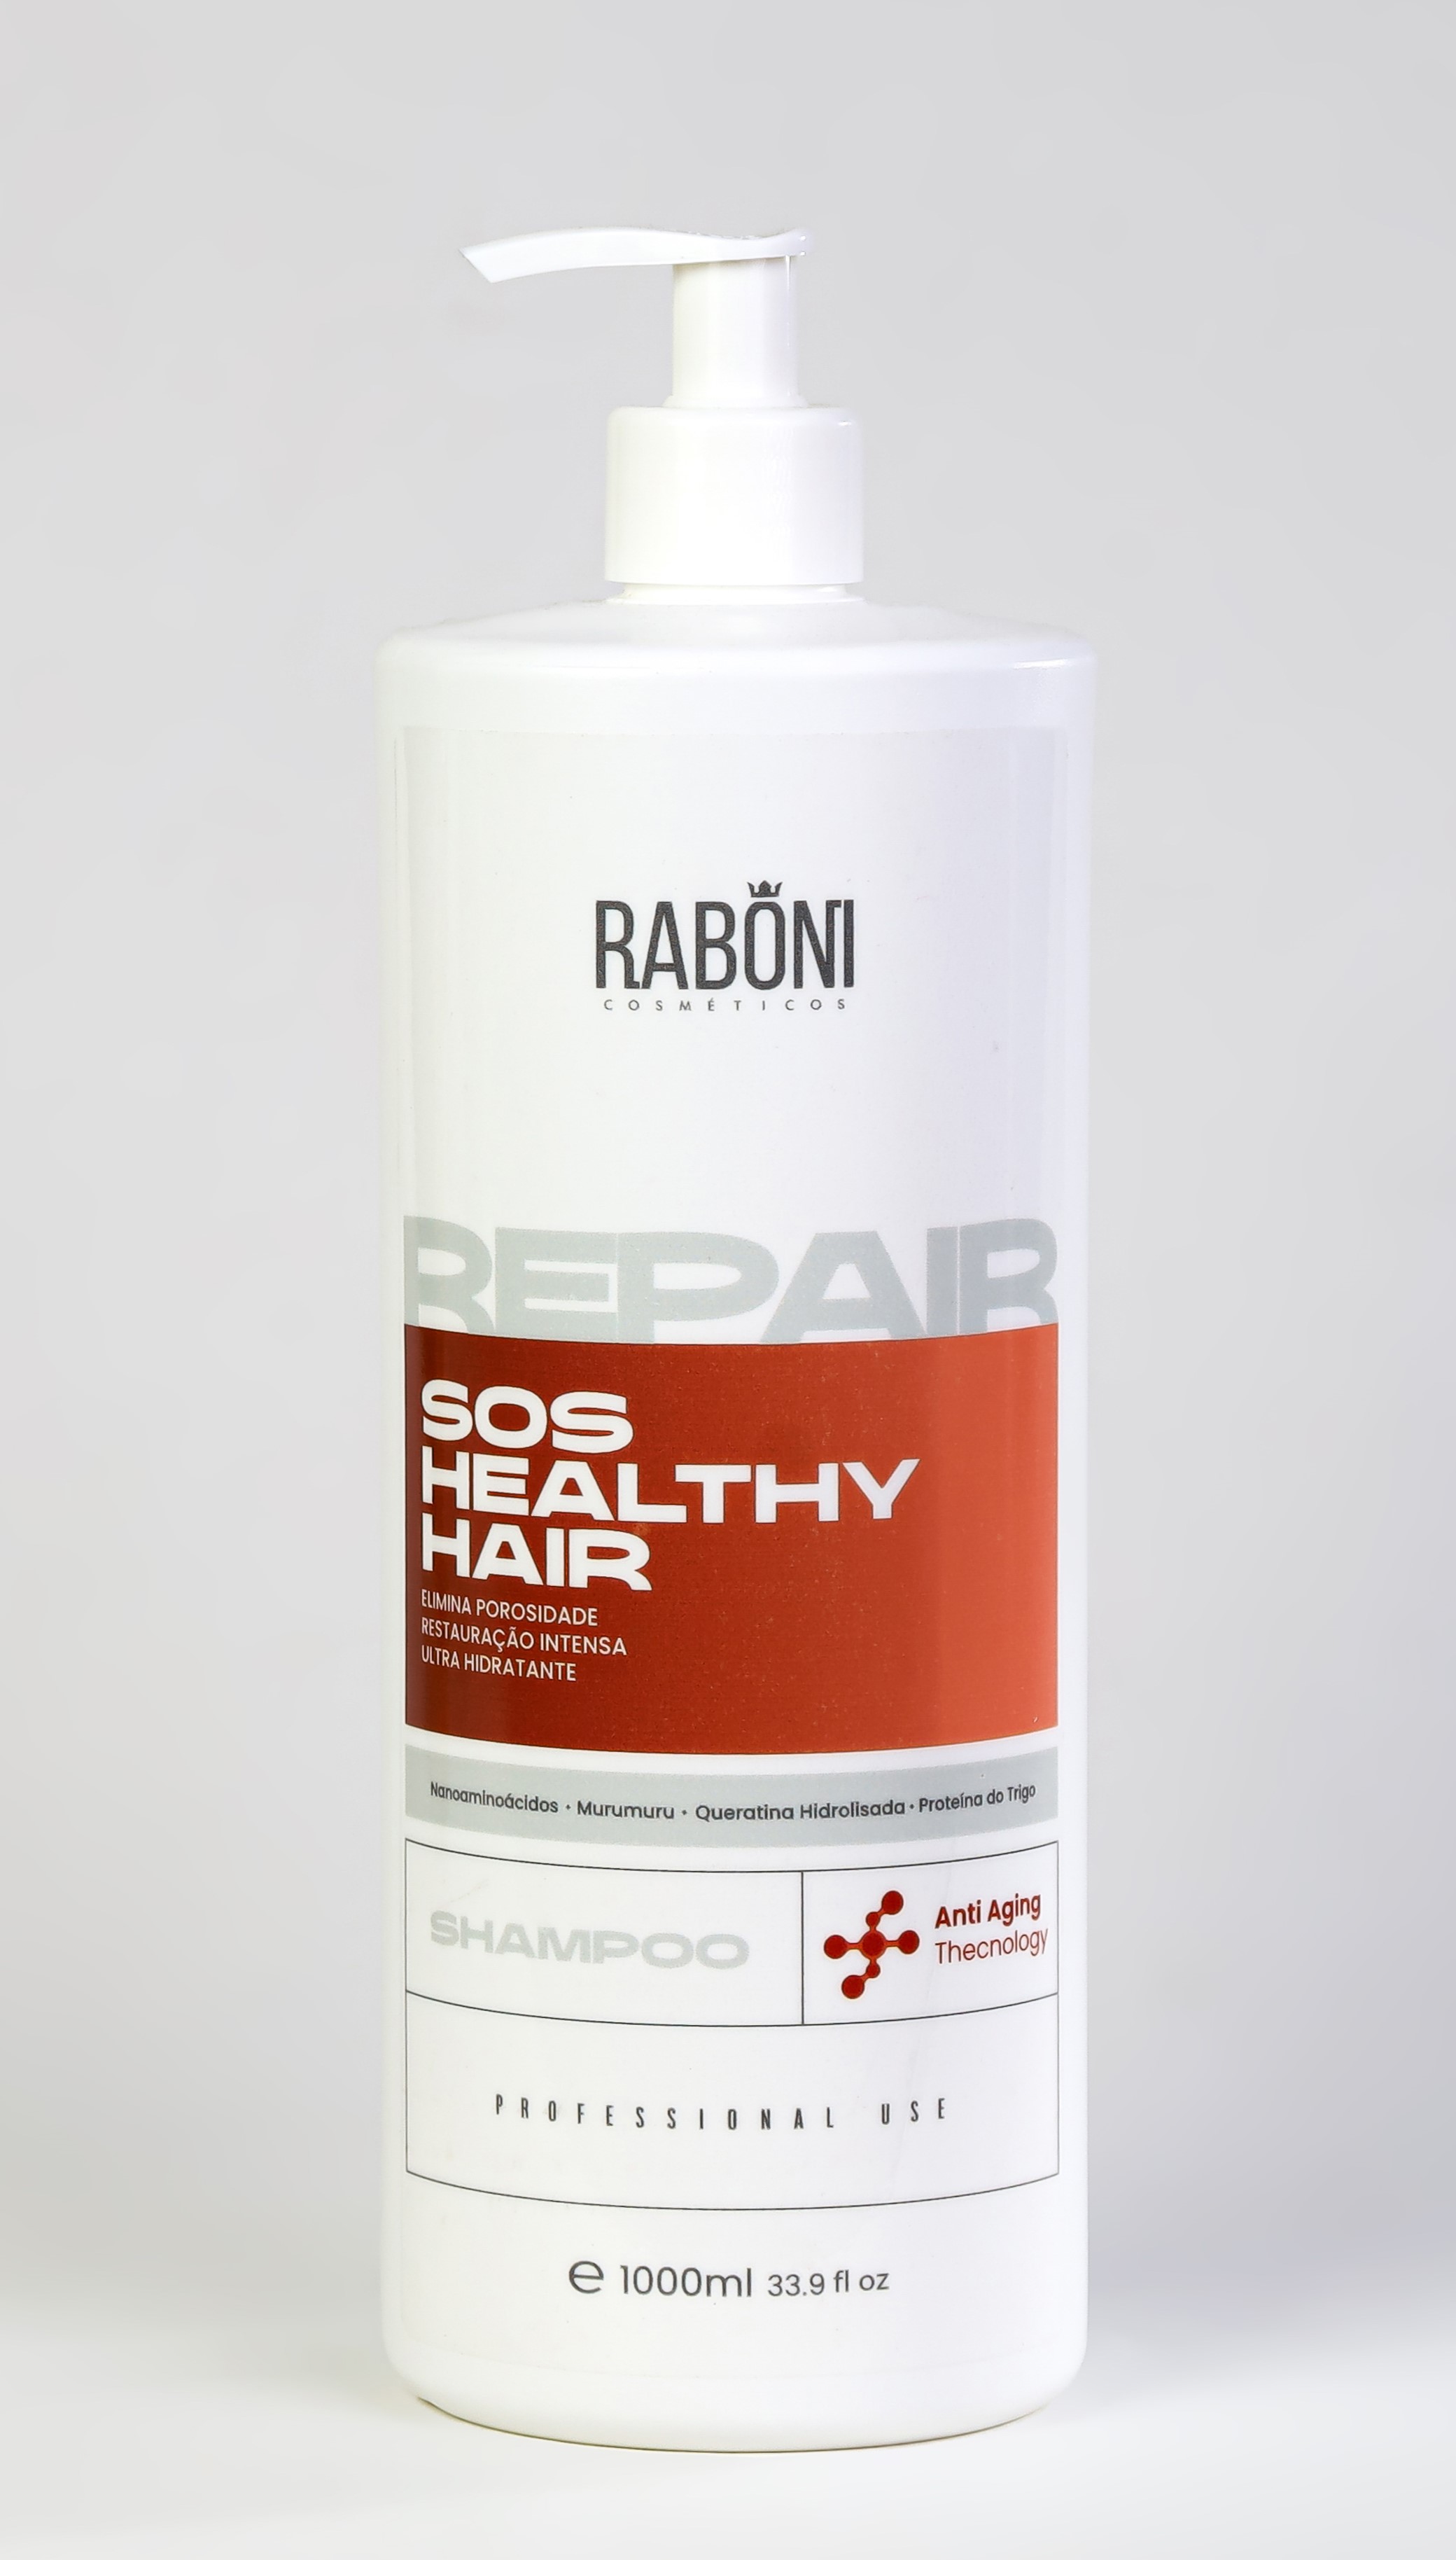 RABONI
COSMÉTICOS
REPAIR
SOS
HEALTHY
HAIR
ELIMINA POROSIDADE
RESTAURAÇÃO INTENSA
ULTRA HIDRATANTE
Nanoaminoácidos • Murumuru • Queratina Hidrolisada • Proteína do Trigo
SHAMPOO
Anti Aging
Thecnology
PROFESSIONAL USE
e 1000ml 33.9 fl oz